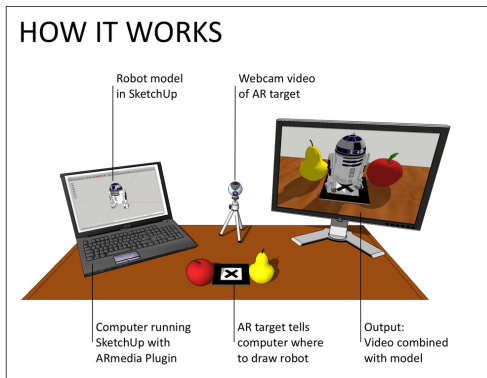 HOW IT WORKS
Robot model
in SketchUp
Webcam video
of AR target
Computer running
SketchUp with
ARmedia Plugin
AR target tells
computer where
to draw robot
Output:
Video combined
with model